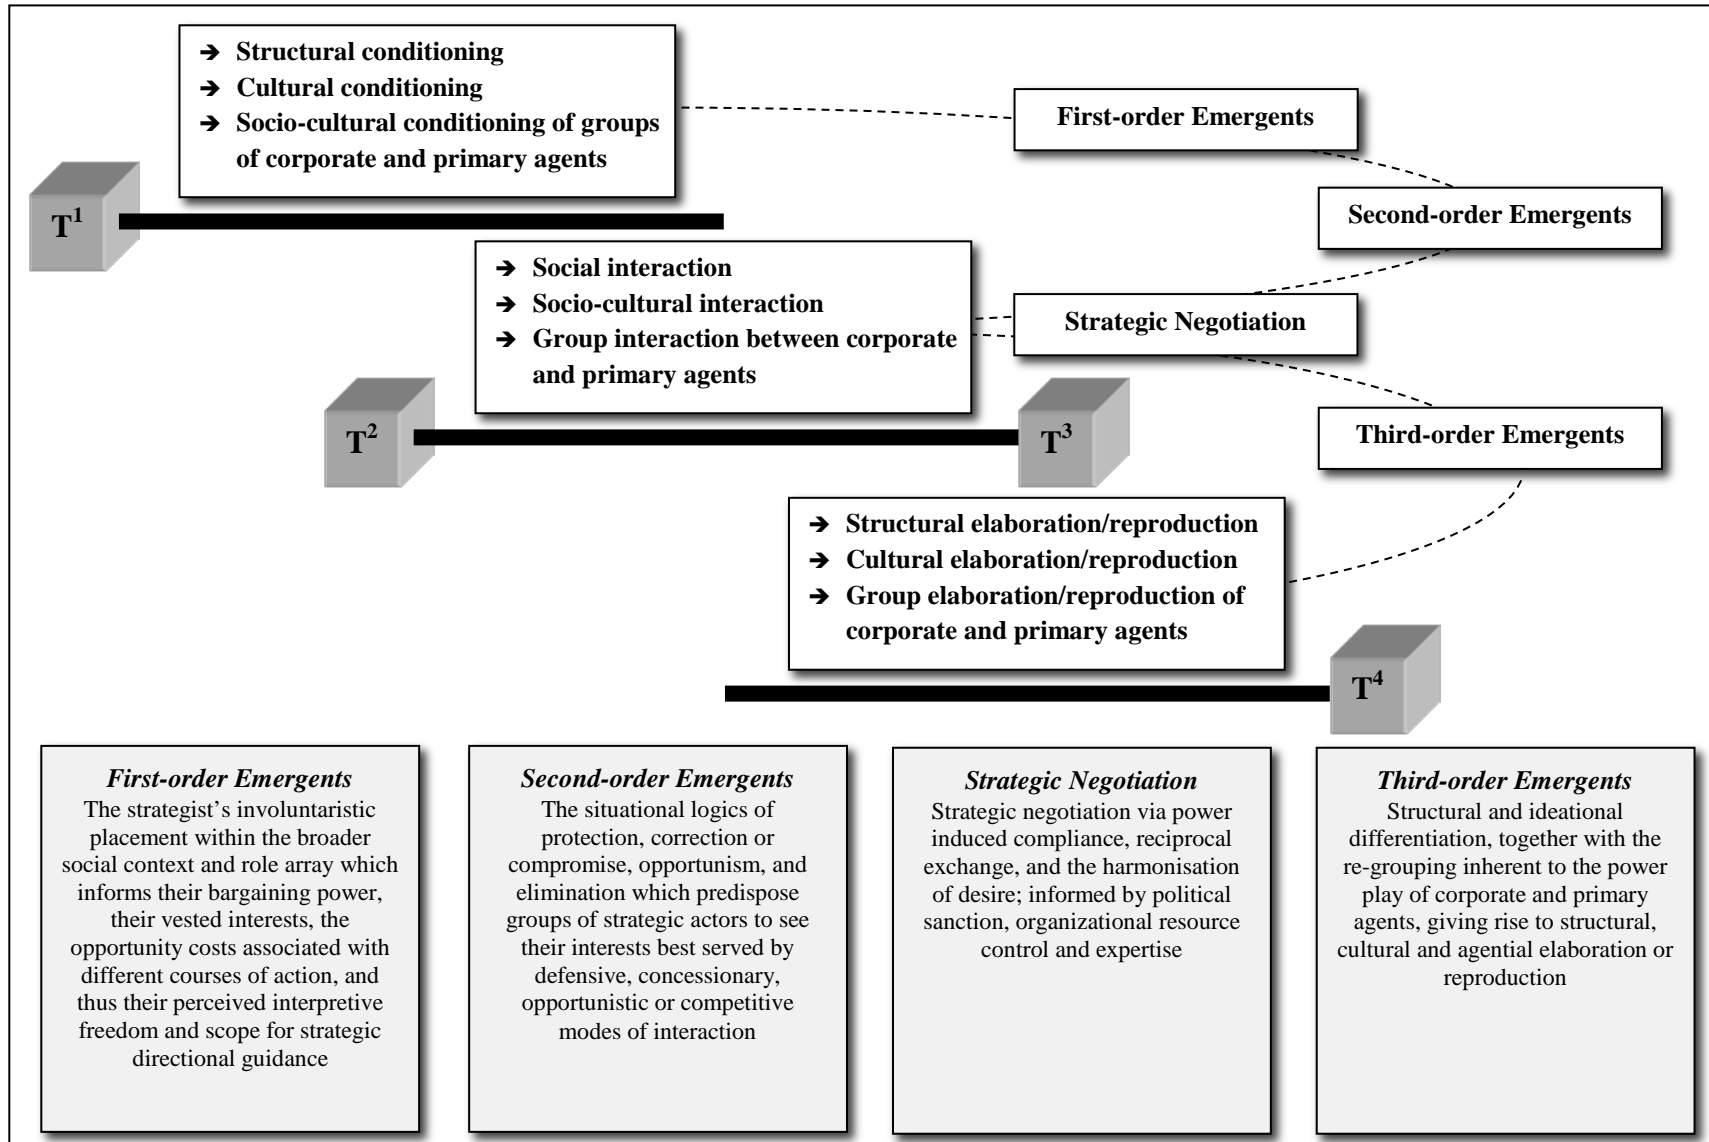 ➔ Structural conditioning
➔ Cultural conditioning
➔ Socio-cultural conditioning of groups
of corporate and primary agents
First-order Emergents
T¹
Second-order Emergents
➔ Social interaction
➔ Socio-cultural interaction
➔ Group interaction between corporate
and primary agents
Strategic Negotiation
T²
T³
Third-order Emergents
➔ Structural elaboration/reproduction
➔ Cultural elaboration/reproduction
➔ Group elaboration/reproduction of
corporate and primary agents
T⁴
First-order Emergents
The strategist’s involuntaristic
placement within the broader
social context and role array which
informs their bargaining power,
their vested interests, the
opportunity costs associated with
different courses of action, and
thus their perceived interpretive
freedom and scope for strategic
directional guidance
Second-order Emergents
The situational logics of
protection, correction or
compromise, opportunism, and
elimination which predispose
groups of strategic actors to see
their interests best served by
defensive, concessionary,
opportunistic or competitive
modes of interaction
Strategic Negotiation
Strategic negotiation via power
induced compliance, reciprocal
exchange, and the harmonisation
of desire; informed by political
sanction, organizational resource
control and expertise
Third-order Emergents
Structural and ideational
differentiation, together with the
re-grouping inherent to the power
play of corporate and primary
agents, giving rise to structural,
cultural and agential elaboration or
reproduction